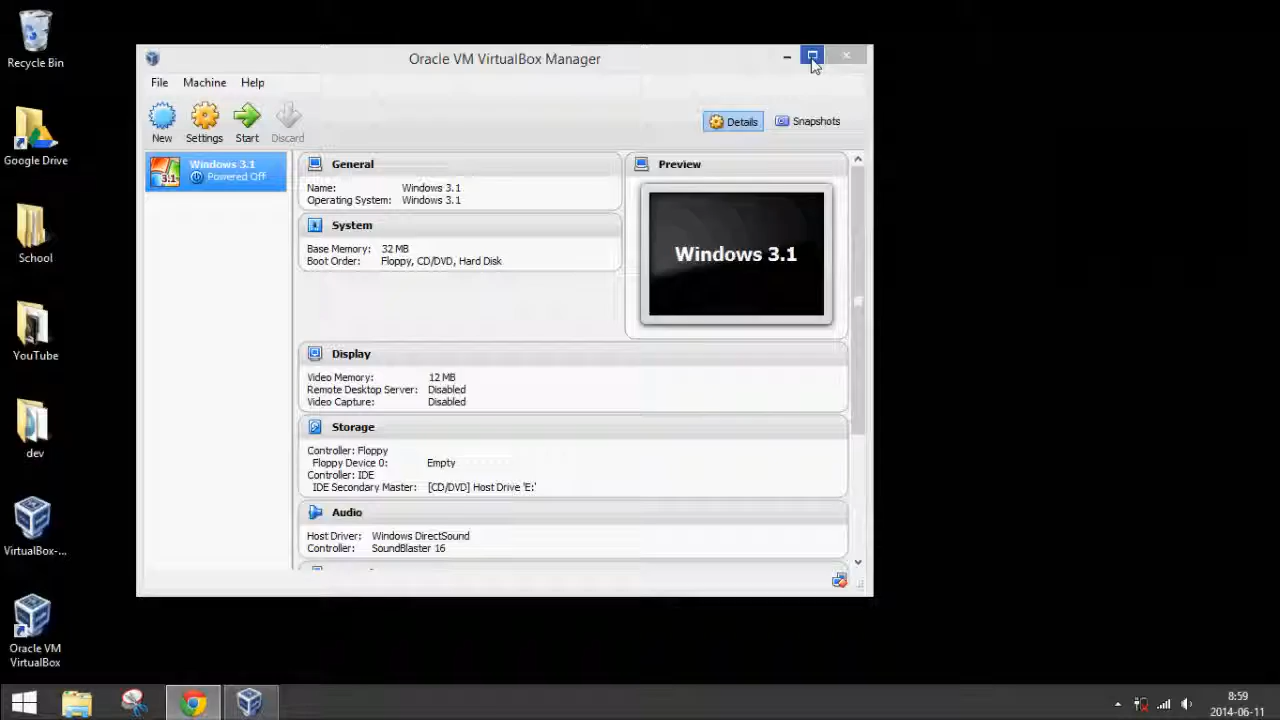 Recycle Bin
Google Drive
School
YouTube
dev
VirtualBox-...
Oracle VM
VirtualBox
Oracle VM VirtualBox Manager
File Machine Help
New Settings Start Discard
Details Snapshots
3.1
Windows 3.1
Powered Off
General
Name: Windows 3.1
Operating System: Windows 3.1
System
Base Memory: 32 MB
Boot Order: Floppy, CD/DVD, Hard Disk
Preview
Windows 3.1
Display
Video Memory: 12 MB
Remote Desktop Server: Disabled
Video Capture: Disabled
Storage
Controller: Floppy
Floppy Device 0: Empty
Controller: IDE
IDE Secondary Master: [CD/DVD] Host Drive 'E:'
Audio
Host Driver: Windows DirectSound
Controller: SoundBlaster 16
8:59
2014-06-11